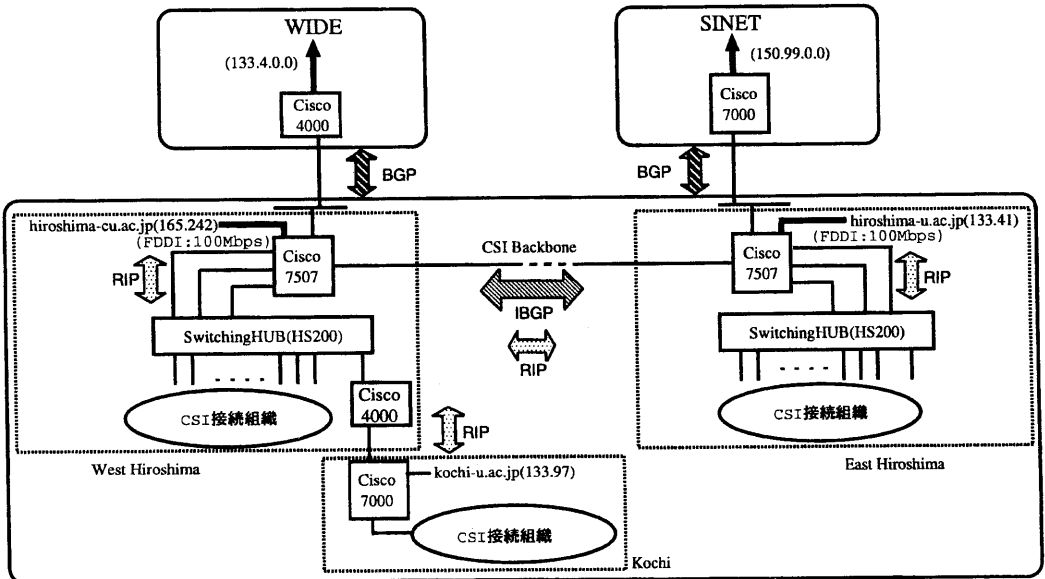 WIDE
(133.4.0.0)
Cisco
4000
SINET
(150.99.0.0)
Cisco
7000
BGP
BGP
hiroshima-cu.ac.jp(165.242)
(FDDI:100Mbps)
Cisco
7507
RIP
SwitchingHUB(HS200)
CSI接続組織
Cisco
4000
West Hiroshima
CSI Backbone
IBGP
RIP
hiroshima-u.ac.jp(133.41)
(FDDI:100Mbps)
Cisco
7507
RIP
SwitchingHUB(HS200)
CSI接続組織
East Hiroshima
RIP
Cisco
7000
kochi-u.ac.jp(133.97)
CSI接続組織
Kochi